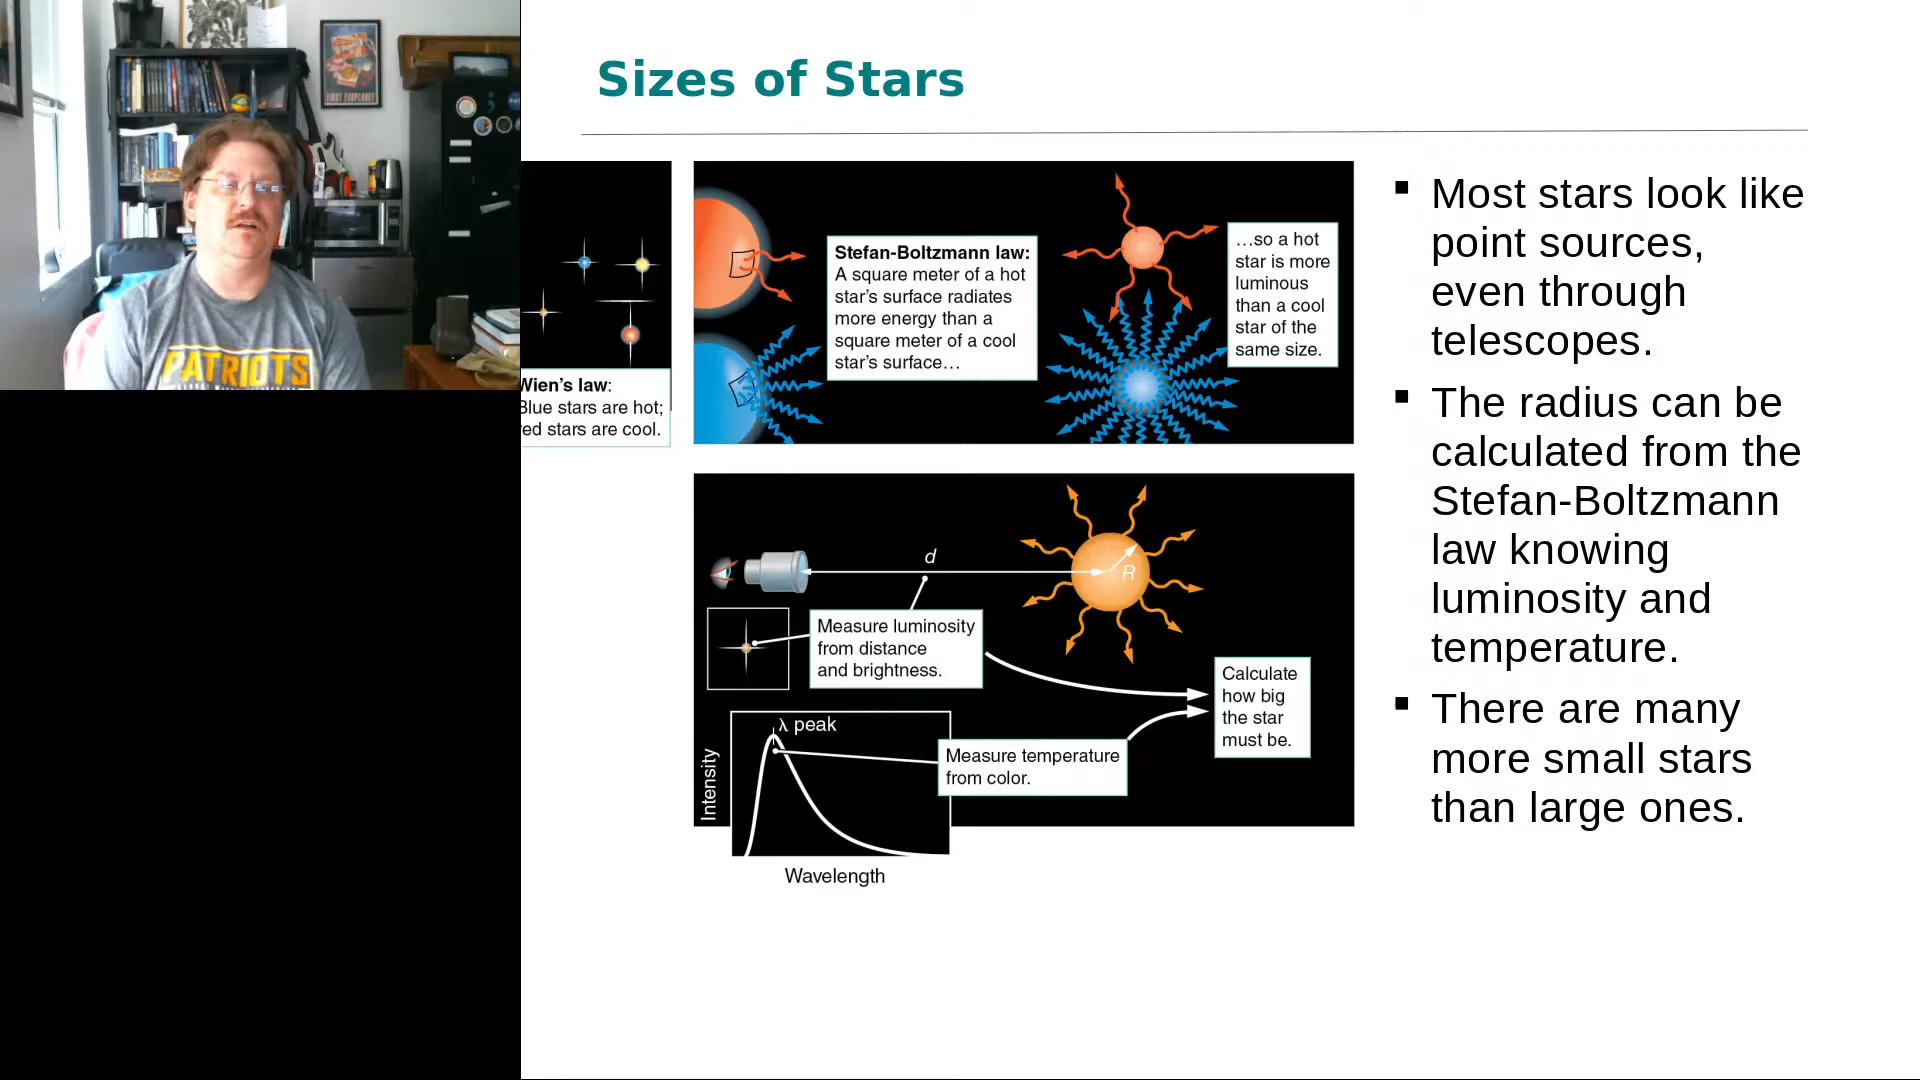 Sizes of Stars
FIRST EXOPLANET
PATRIOTS
Wien's law:
Blue stars are hot;
red stars are cool.
Stefan-Boltzmann law:
A square meter of a hot
star's surface radiates
more energy than a
square meter of a cool
star's surface…
…so a hot
star is more
luminous
than a cool
star of the
same size.
d
R
Measure luminosity
from distance
and brightness.
Calculate
how big
the star
must be.
λ peak
Measure temperature
from color.
Intensity
Wavelength
▪ Most stars look like
point sources,
even through
telescopes.
▪ The radius can be
calculated from the
Stefan-Boltzmann
law knowing
luminosity and
temperature.
▪ There are many
more small stars
than large ones.